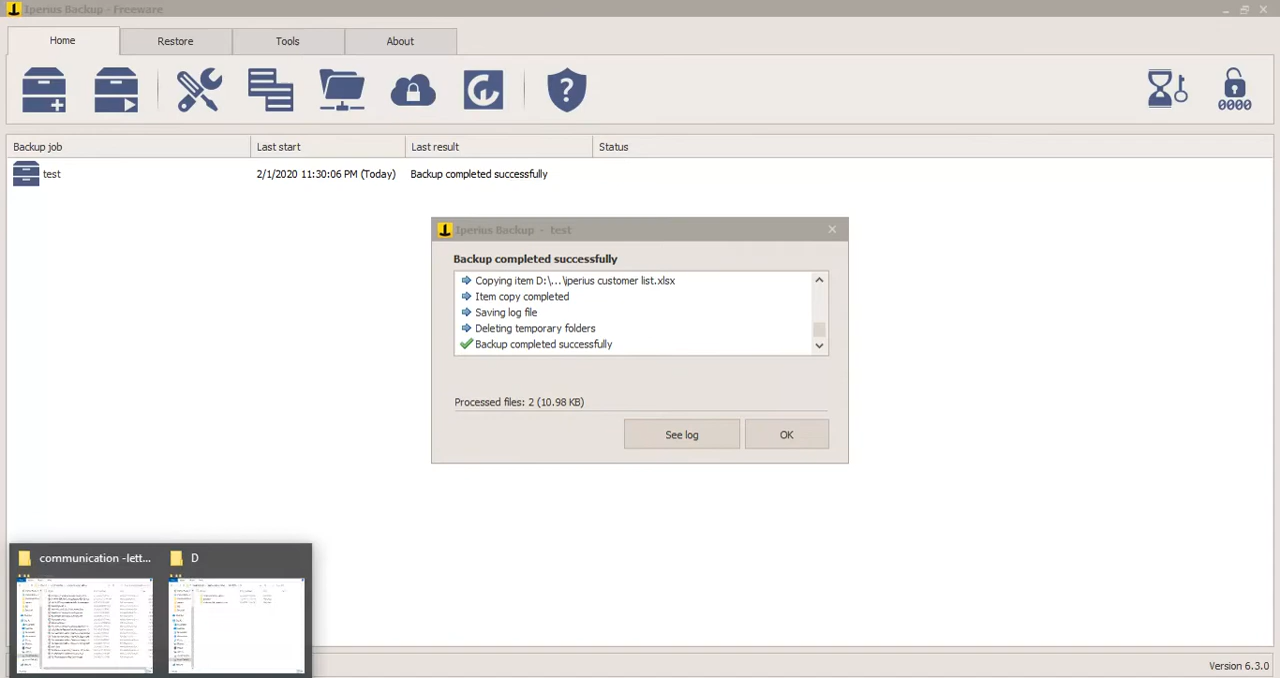 Iperius Backup - Freeware
Home Restore Tools About
0000
Backup job Last start Last result Status
test 2/1/2020 11:30:06 PM (Today) Backup completed successfully
Iperius Backup - test
Backup completed successfully
Copying item D:\...\iperius customer list.xlsx
Item copy completed
Saving log file
Deleting temporary folders
Backup completed successfully
Processed files: 2 (10.98 KB)
See log OK
communication -lett... D
Version 6.3.0